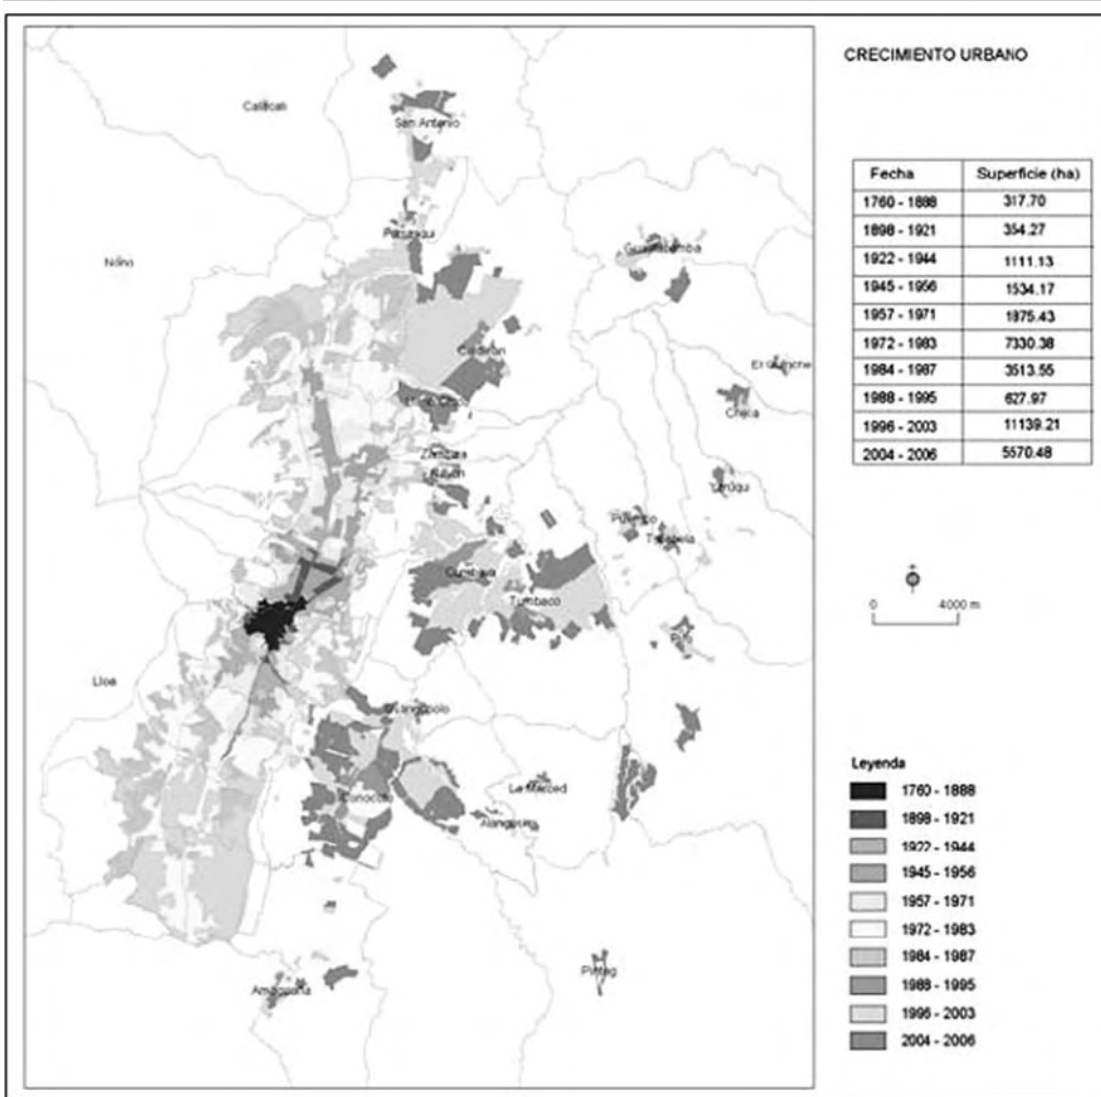 CRECIMIENTO URBANO
Fecha Superficie (ha)
1760 - 1888 317.70
1898 - 1921 354.27
1922 - 1944 1111.13
1945 - 1956 1534.17
1957 - 1971 1875.43
1972 - 1983 7330.38
1984 - 1987 3513.55
1988 - 1995 627.97
1996 - 2003 11139.21
2004 - 2006 5570.48
Calacali
San Antonio
Nono
Guayllabamba
Calderon
El Quinche
Checa
Zambiza
Nayon
Yaruqui
Puembo
Tababela
Cumbaya
Tumbaco
0 4000 m
Lloa
Guangopolo
La Merced
Conocoto
Alangasi
Pintag
Amaguaña
Leyenda
1760 - 1888
1898 - 1921
1922 - 1944
1945 - 1956
1957 - 1971
1972 - 1983
1984 - 1987
1988 - 1995
1996 - 2003
2004 - 2006